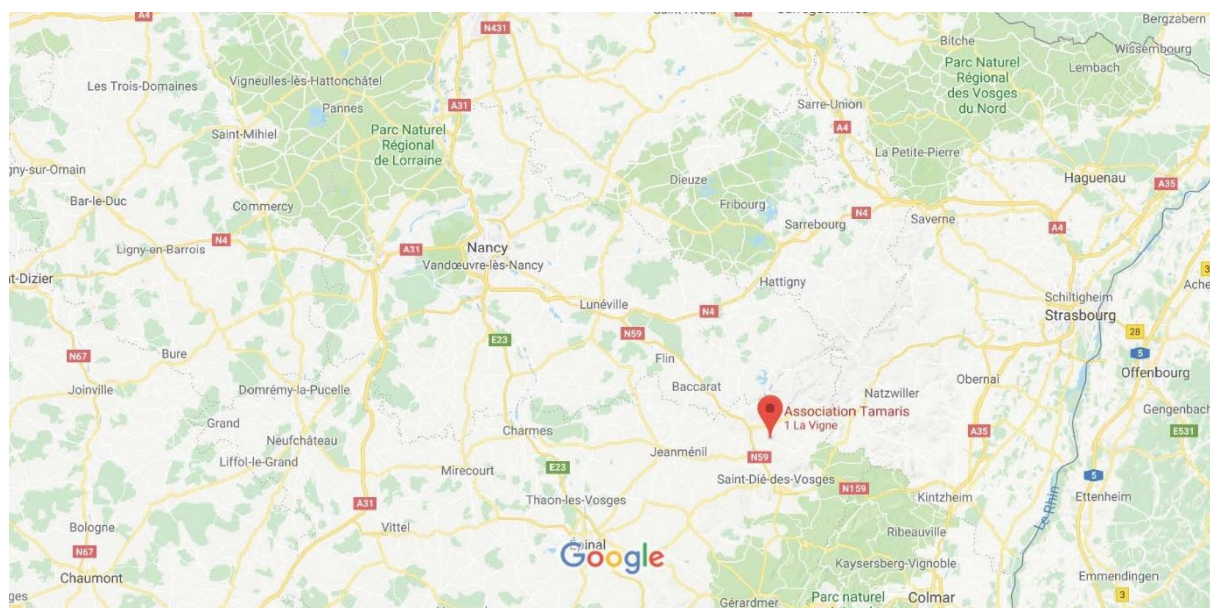 A4
N431
A4
Bergzabern
Bitche
Wissembourg
Les Trois-Domaines
Vigneulles-lès-Hattonchâtel
Parc Naturel
Régional
des Vosges
du Nord
Lembach
Pannes
A31
Sarre-Union
Saint-Mihiel
Parc Naturel
Régional
de Lorraine
A4
La Petite-Pierre
gny-sur-Ornain
Dieuze
Haguenau
A35
Bar-le-Duc
Commercy
Fribourg
Sarrebourg
N4
Saverne
A4
Ligny-en-Barrois
N4
A31
Nancy
Vandœuvre-lès-Nancy
Hattigny
3
Ache
Lunéville
N4
Schiltigheim
Strasbourg
N59
28
E23
5
N67
Bure
Flin
Offenbourg
Joinville
Domrémy-la-Pucelle
Baccarat
Natzwiller
Obernai
Association Tamaris
1 La Vigne
Gengenbach
Grand
Charmes
A35
E531
Neufchâteau
Jeanménil
N59
Liffol-le-Grand
Mirecourt
E23
Saint-Dié-des-Vosges
5
Thaon-les-Vosges
N159
Kintzheim
Ettenheim
A31
Le Rhin
Bologne
Vittel
Ribeauville
N67
Épinal
Google
Kaysersberg-Vignoble
Chaumont
Emmendingen
ges
Gérardmer
Parc naturel
Colmar
3